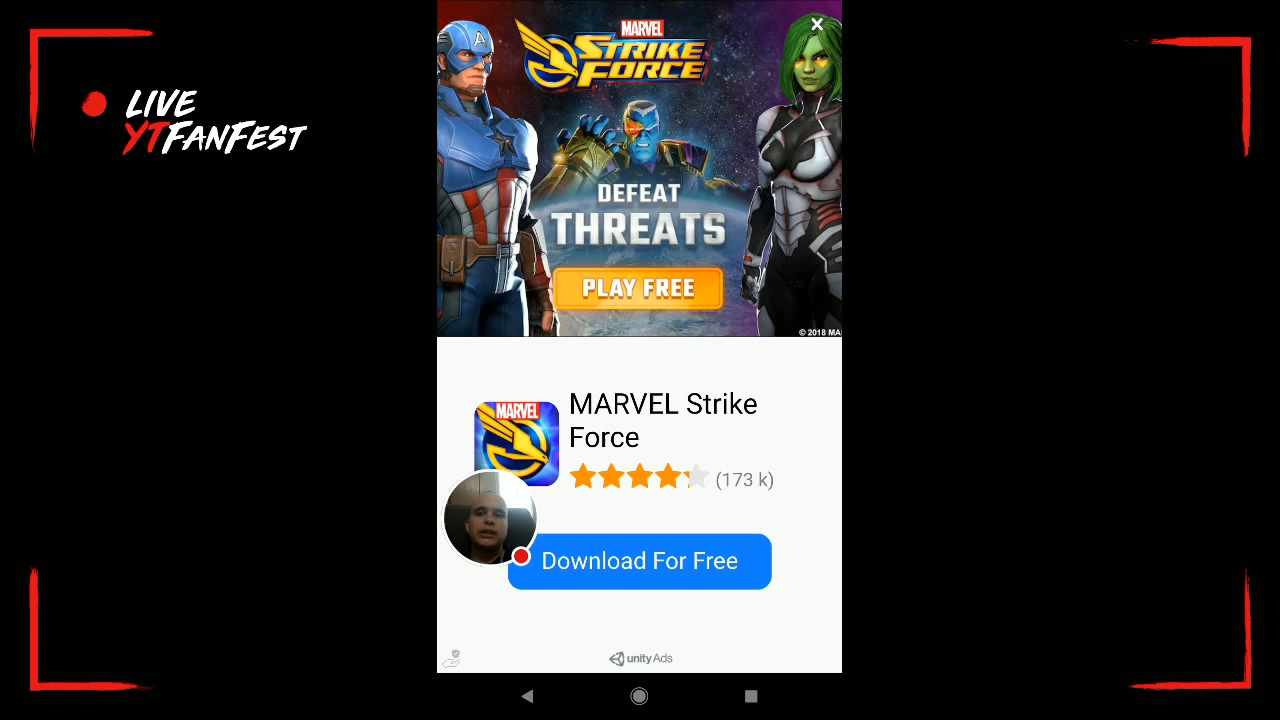 LIVE
YTFANFEST
MARVEL
STRIKE
FORCE
X
DEFEAT
THREATS
PLAY FREE
© 2018 MA
MARVEL
MARVEL Strike
Force
(173 k)
Download For Free
unity Ads